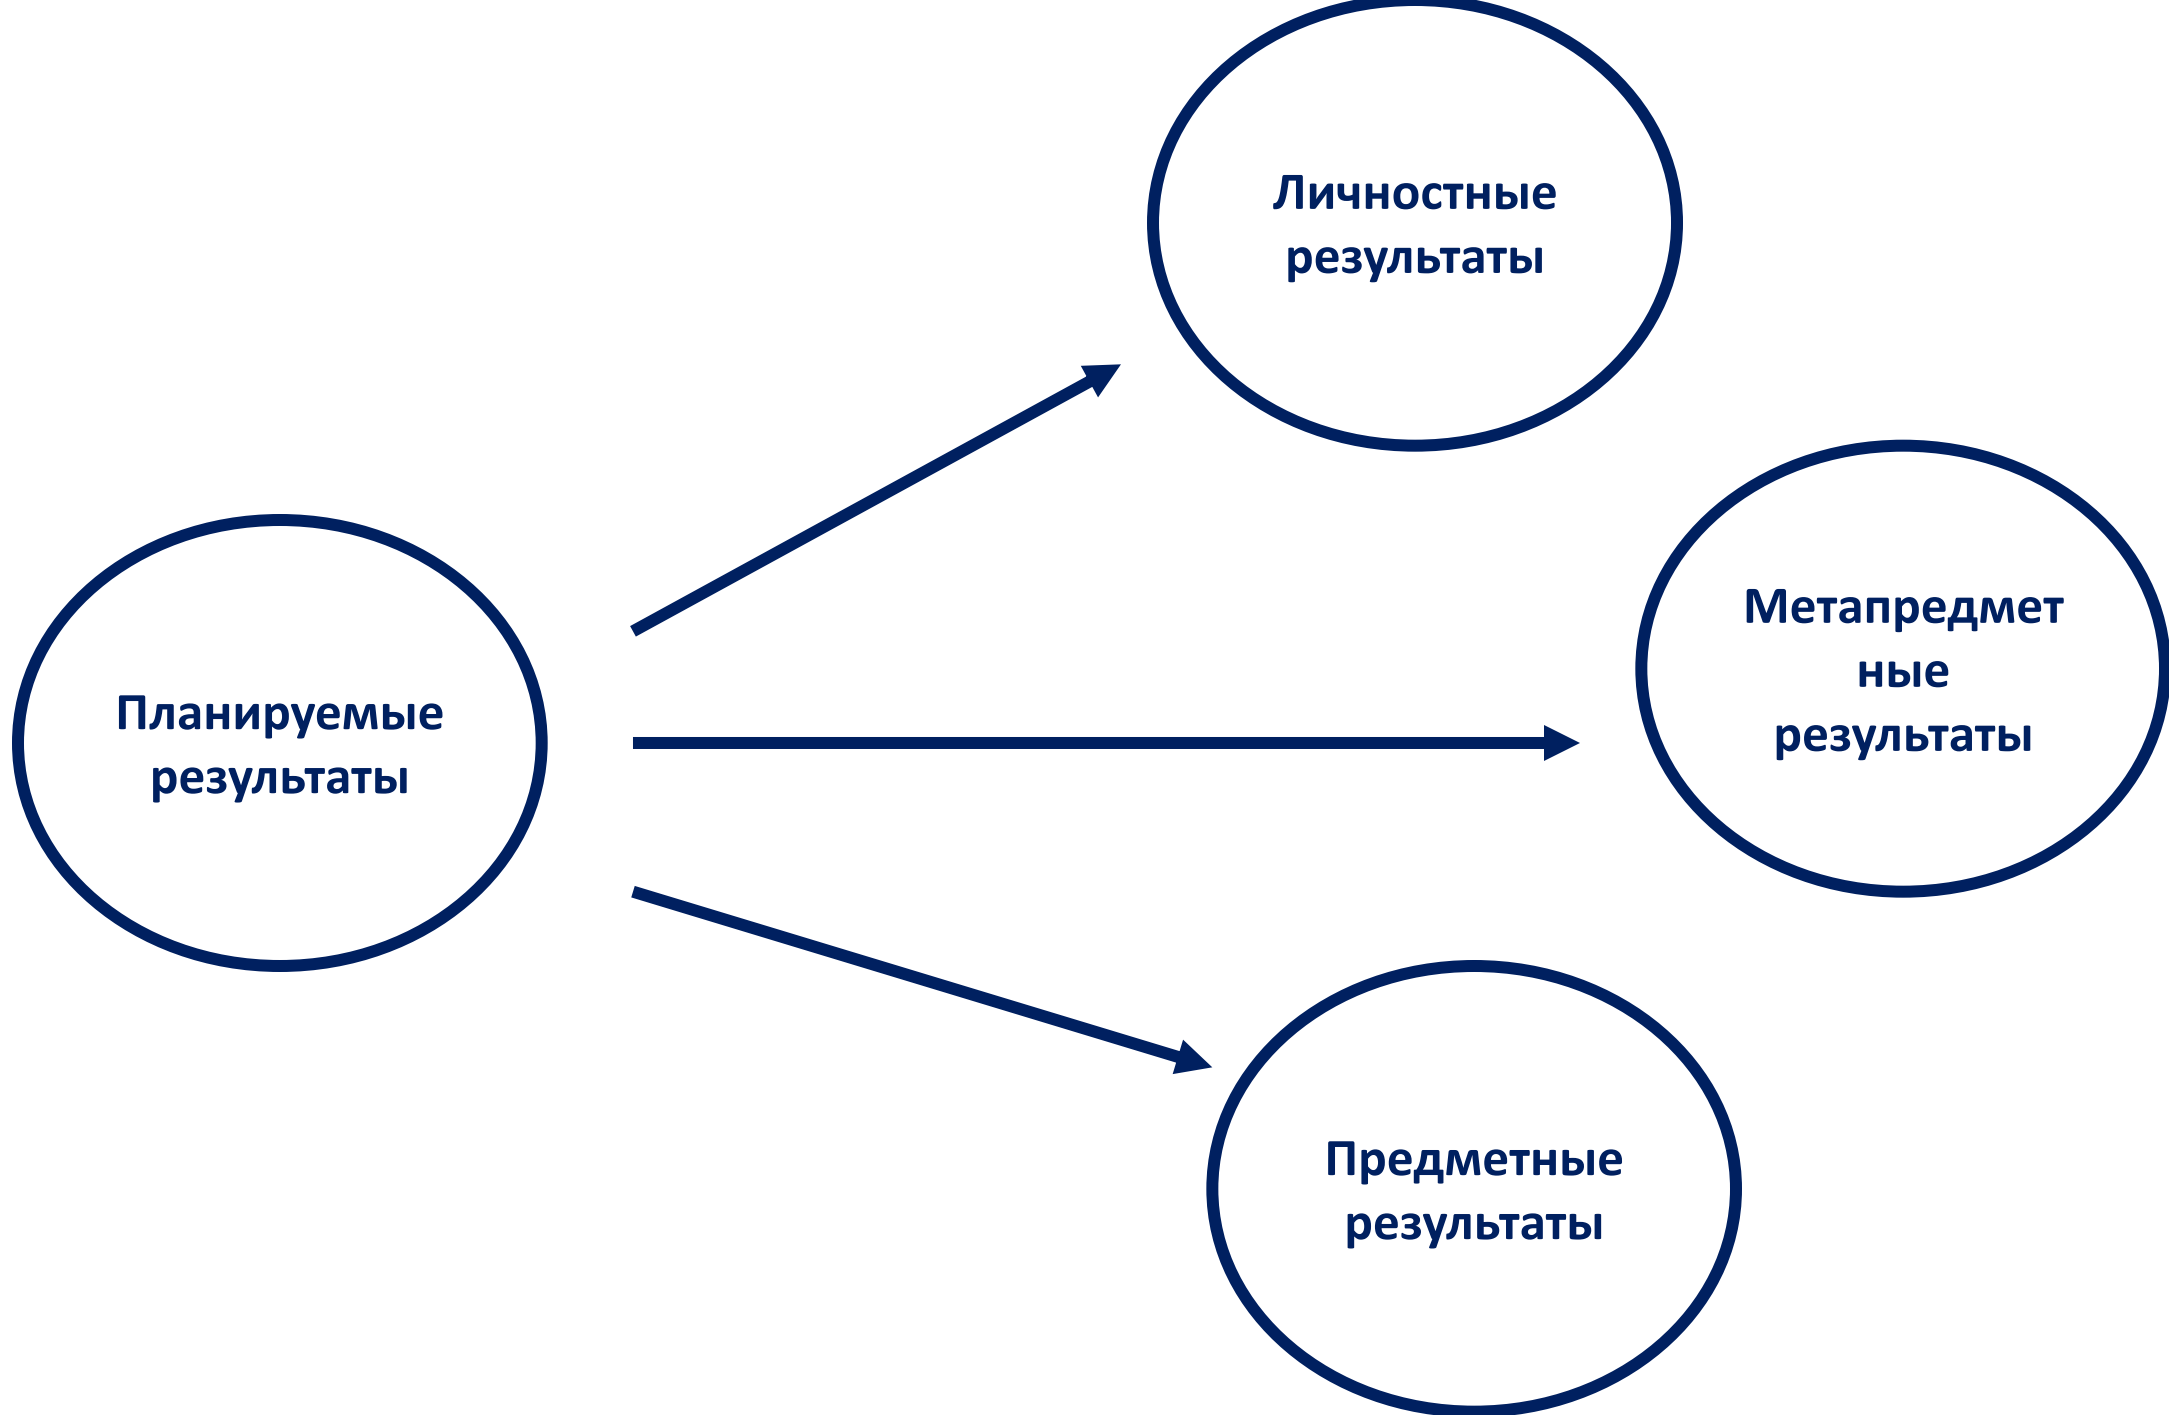 Личностные
результаты
Метапредмет
ные
результаты
Планируемые
результаты
Предметные
результаты